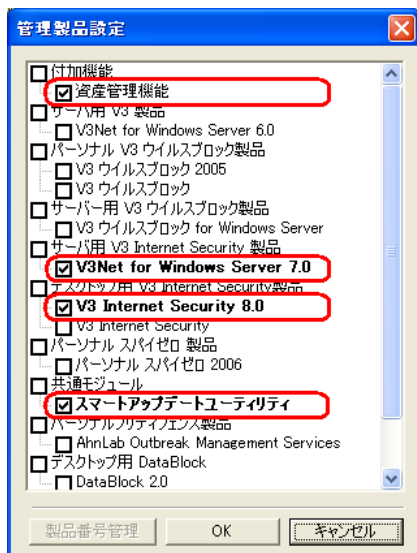 管理製品設定
付加機能
資産管理機能
サーバ用 V3 製品
V3Net for Windows Server 6.0
パーソナル V3 ウイルスブロック製品
V3 ウイルスブロック 2005
V3 ウイルスブロック
サーバー用 V3 ウイルスブロック製品
V3 ウイルスブロック for Windows Server
サーバ用 V3 Internet Security 製品
V3Net for Windows Server 7.0
デスクトップ用 V3 Internet Security製品
V3 Internet Security 8.0
V3 Internet Security
パーソナル スパイゼロ 製品
パーソナル スパイゼロ 2006
共通モジュール
スマートアップデートユーティリティ
パーソナルプリティフェンス製品
AhnLab Outbreak Management Services
デスクトップ用 DataBlock
DataBlock 2.0
製品番号管理
OK
キャンセル